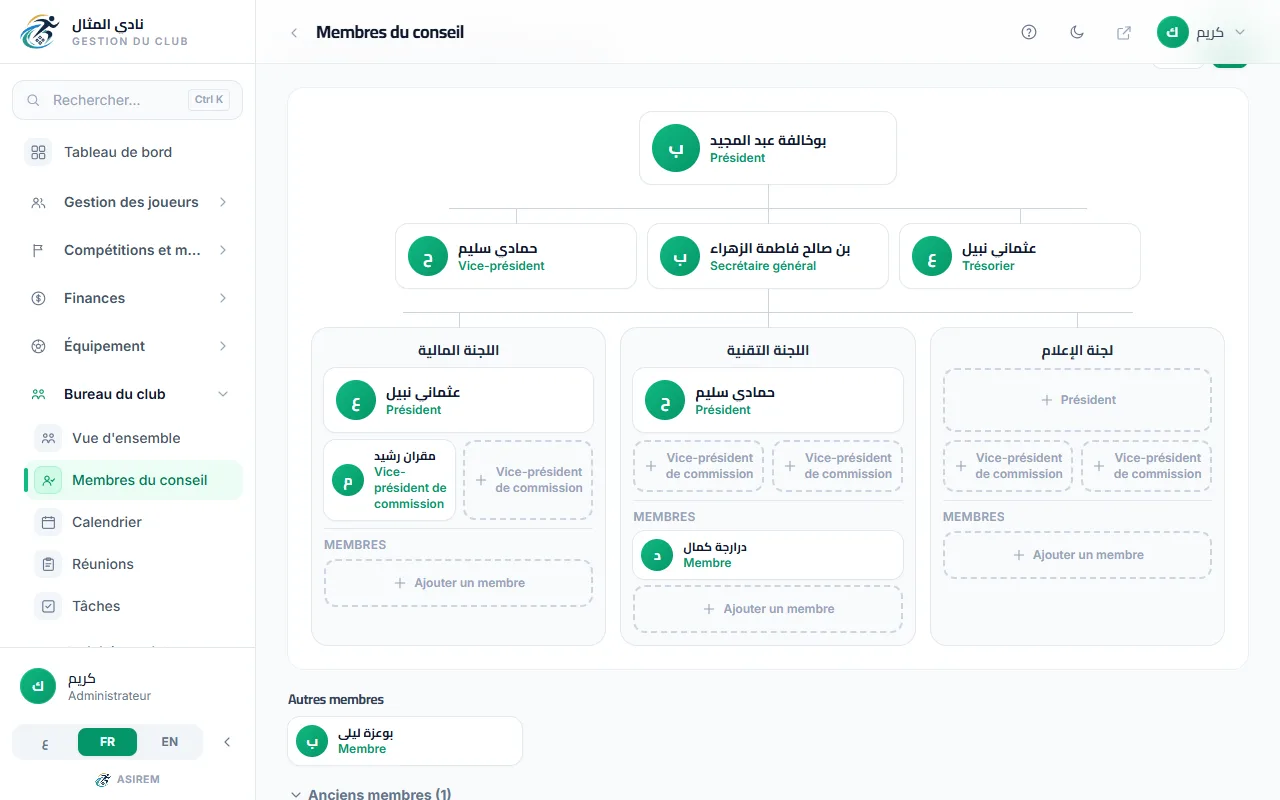 نادي المثال
GESTION DU CLUB
Rechercher...
Ctrl K
Tableau de bord
Gestion des joueurs
Compétitions et m...
Finances
Équipement
Bureau du club
Vue d'ensemble
Membres du conseil
Calendrier
Réunions
Tâches
ك
كريم
Administrateur
ع
FR
EN
ASIREM
Membres du conseil
ك
كريم
ب
بوخالفة عبد المجيد
Président
ح
حمادي سليم
Vice-président
ب
بن صالح فاطمة الزهراء
Secrétaire général
ع
عثماني نبيل
Trésorier
اللجنة المالية
ع
عثماني نبيل
Président
م
مقران رشيد
Vice-
président de
commission
Vice-président
de commission
MEMBRES
Ajouter un membre
اللجنة التقنية
ح
حمادي سليم
Président
Vice-président
de commission
Vice-président
de commission
MEMBRES
د
درارجة كمال
Membre
Ajouter un membre
لجنة الإعلام
Président
Vice-président
de commission
Vice-président
de commission
MEMBRES
Ajouter un membre
Autres membres
ب
بوعزة ليلى
Membre
Anciens membres (1)